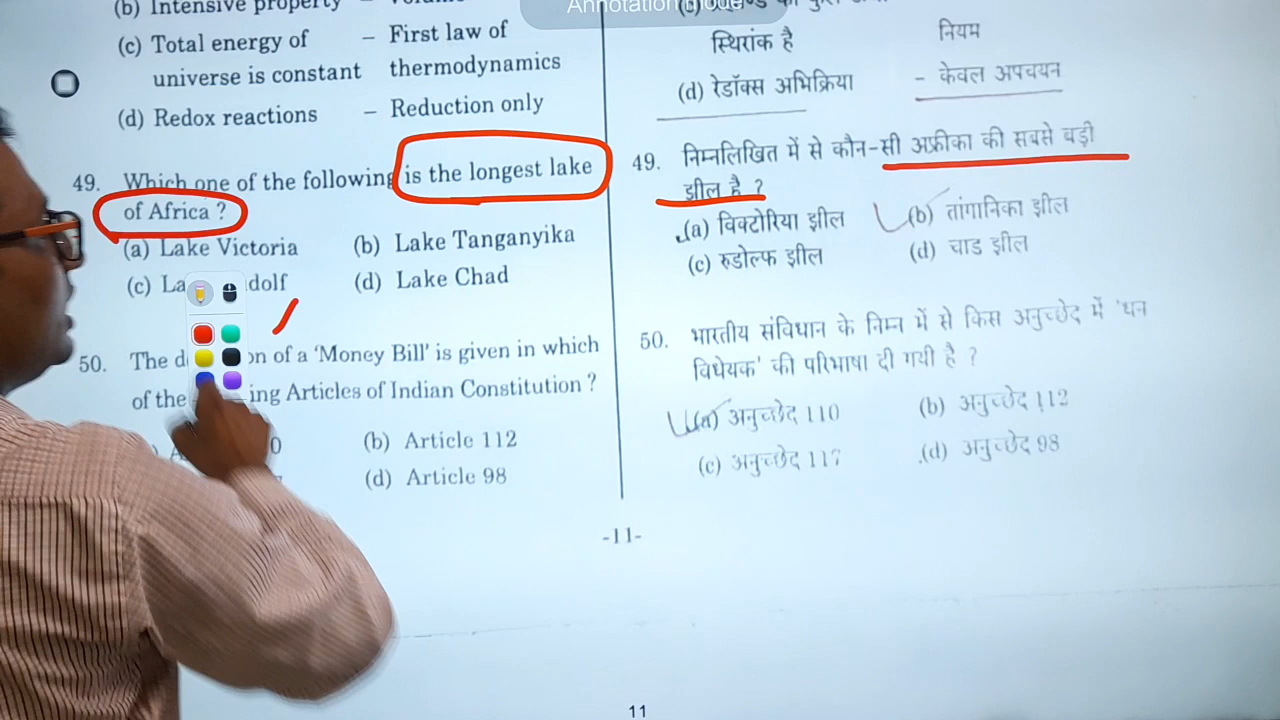 (b) Intensive property –
(c) Total energy of – First law of
universe is constant thermodynamics
(d) Redox reactions – Reduction only
49. Which one of the following is the longest lake
of Africa ?
(a) Lake Victoria (b) Lake Tanganyika
(c) dolf (d) Lake Chad
50. The of a ‘Money Bill’ is given in which
of the Articles of Indian Constitution ?
(b) Article 112
(d) Article 98
Annotation mode
स्थिरांक है नियम
(d) रेडॉक्स अभिक्रिया – केवल अपचयन
49. निम्नलिखित में से कौन-सी अफ्रीका की सबसे बड़ी
झील है ?
(a) विक्टोरिया झील (b) तांगानिका झील
(c) रुडोल्फ झील (d) चाड झील
50. भारतीय संविधान के निम्न में से किस अनुच्छेद में 'धन
विधेयक' की परिभाषा दी गयी है ?
(a) अनुच्छेद 110 (b) अनुच्छेद 112
(c) अनुच्छेद 117 (d) अनुच्छेद 98
-11-
11